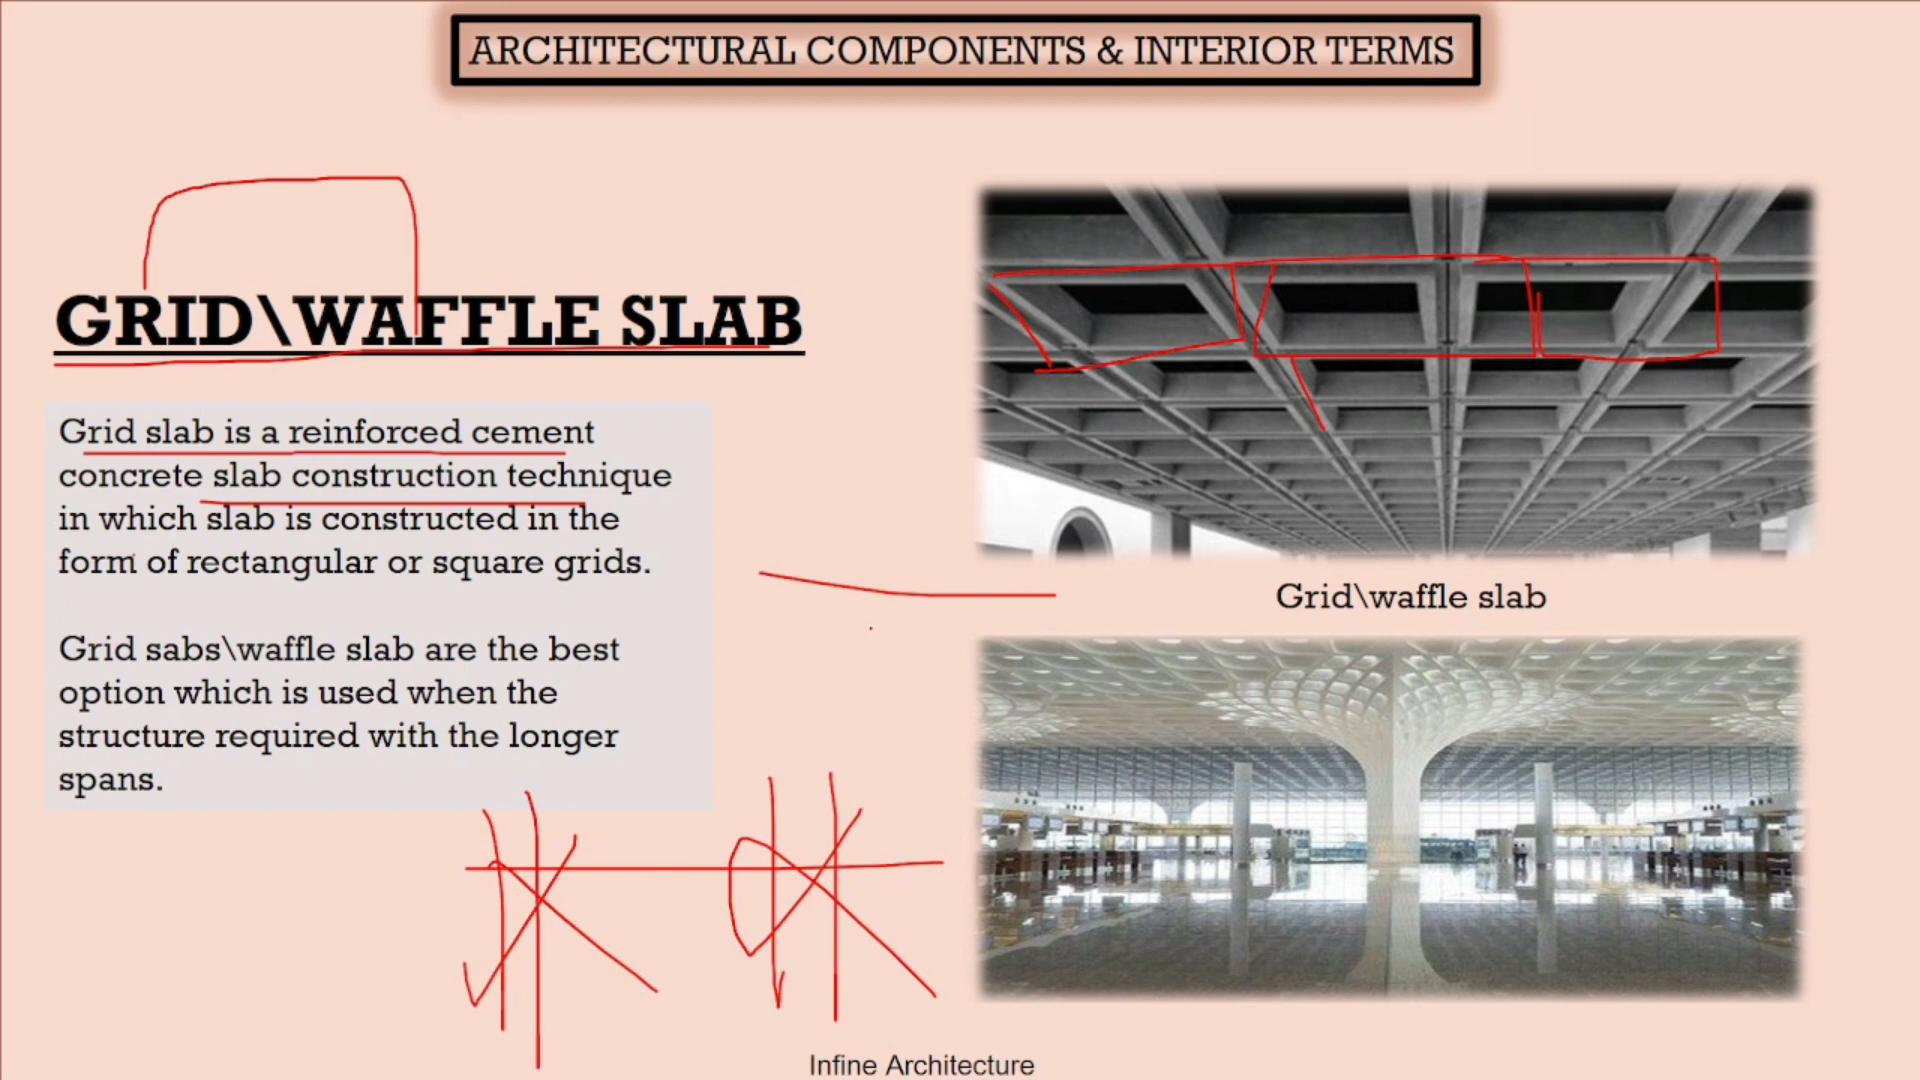 ARCHITECTURAL COMPONENTS & INTERIOR TERMS
GRID\WAFFLE SLAB
Grid slab is a reinforced cement
concrete slab construction technique
in which slab is constructed in the
form of rectangular or square grids.
Grid sabs\waffle slab are the best
option which is used when the
structure required with the longer
spans.
Grid\waffle slab
Infine Architecture